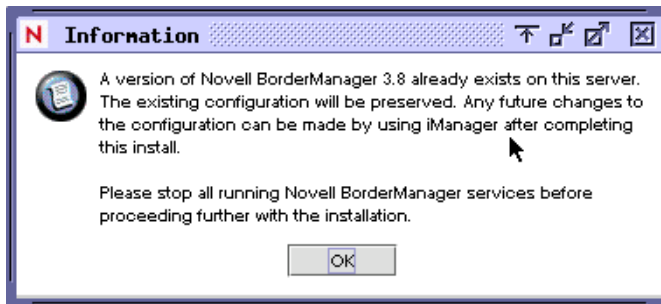 N Information
A version of Novell BorderManager 3.8 already exists on this server.
The existing configuration will be preserved. Any future changes to
the configuration can be made by using iManager after completing
this install.
Please stop all running Novell BorderManager services before
proceeding further with the installation.
OK